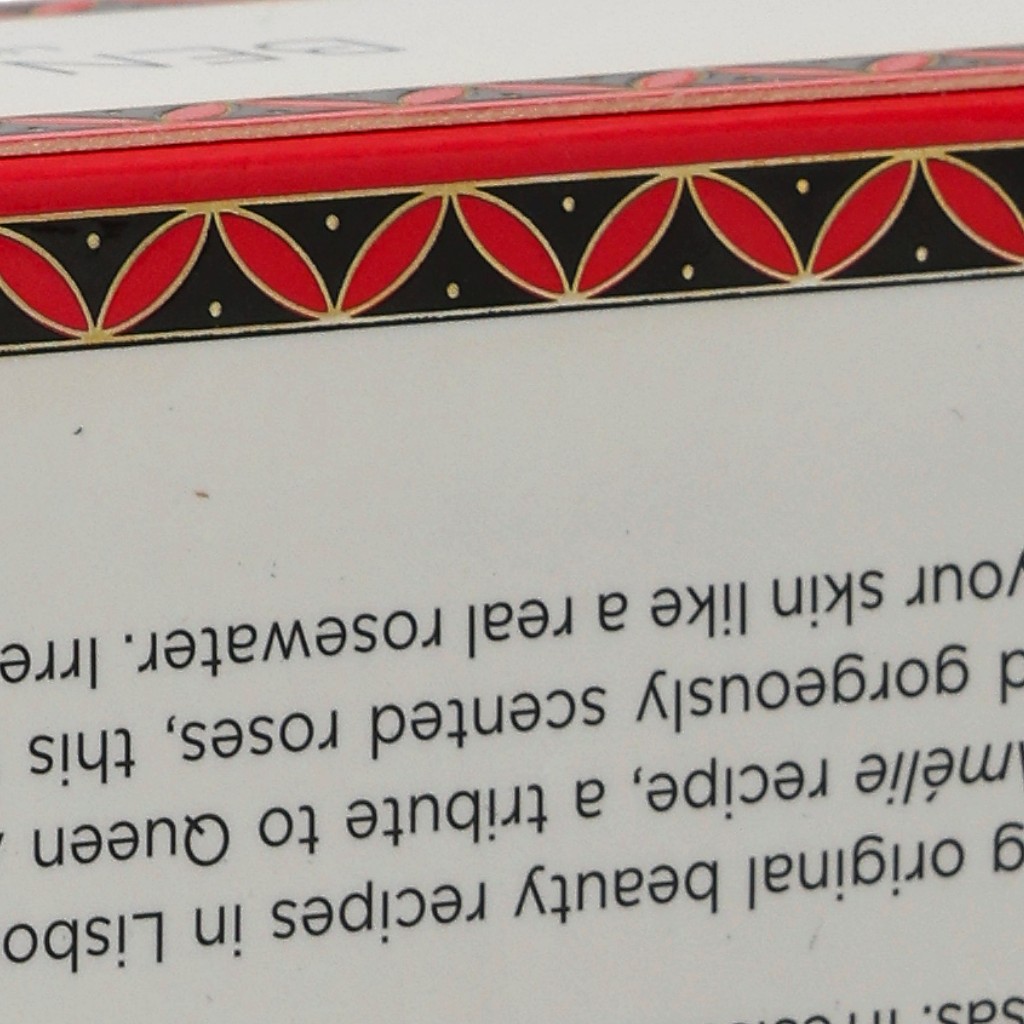 g original beauty recipes in Lisbo
mélie recipe, a tribute to Queen
d gorgeously scented roses, this
your skin like a real rosewater. Irre